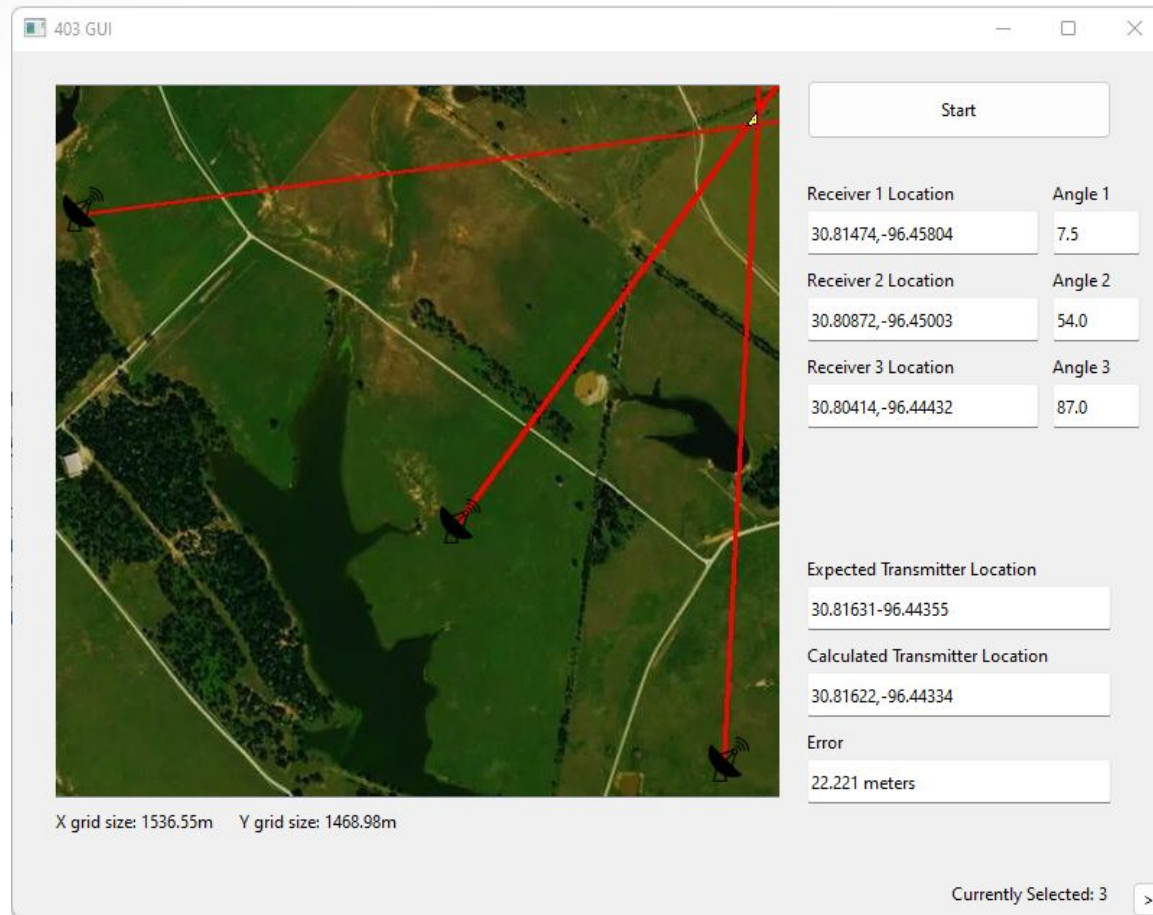 403 GUI
Start
Receiver 1 Location Angle 1
30.81474,-96.45804 7.5
Receiver 2 Location Angle 2
30.80872,-96.45003 54.0
Receiver 3 Location Angle 3
30.80414,-96.44432 87.0
Expected Transmitter Location
30.81631-96.44355
Calculated Transmitter Location
30.81622,-96.44334
Error
22.221 meters
X grid size: 1536.55m Y grid size: 1468.98m
Currently Selected: 3 >